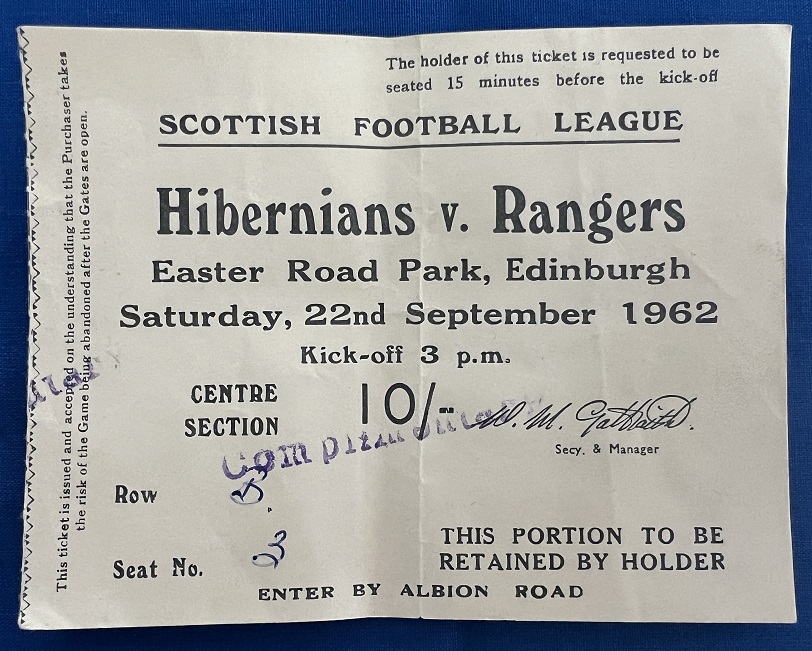 The holder of this ticket is requested to be
seated 15 minutes before the kick-off
SCOTTISH FOOTBALL LEAGUE
Hibernians v. Rangers
Easter Road Park, Edinburgh
Saturday, 22nd September 1962
Kick-off 3 p.m.
CENTRE
SECTION
10/-
W. M. Galbraith.
Secy. & Manager
Complimentary
Row
Seat No.
THIS PORTION TO BE
RETAINED BY HOLDER
ENTER BY ALBION ROAD
This ticket is issued and accepted on the understanding that the Purchaser takes
the risk of the Game being abandoned after the Gates are open.